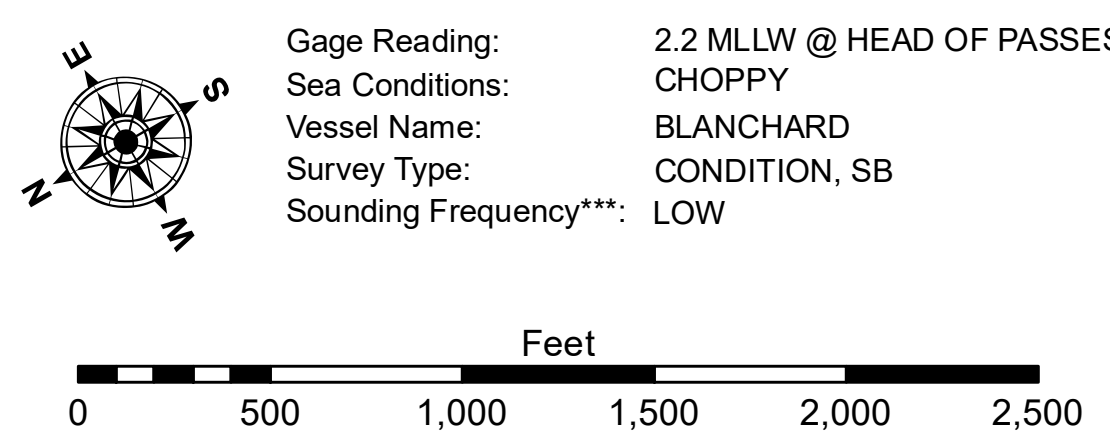 E
S
N
W
Gage Reading: 2.2 MLLW @ HEAD OF PASSES
Sea Conditions: CHOPPY
Vessel Name: BLANCHARD
Survey Type: CONDITION, SB
Sounding Frequency***: LOW
Feet
0 500 1,000 1,500 2,000 2,500